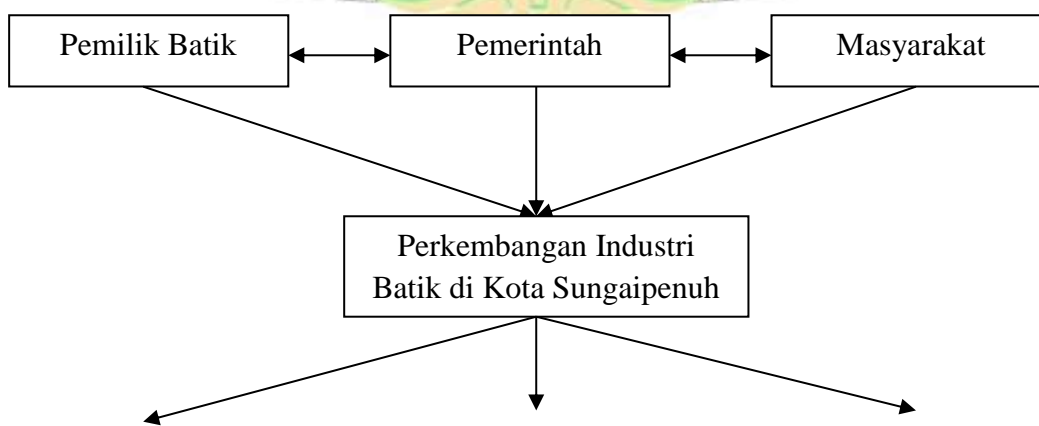 Pemilik Batik
Pemerintah
Masyarakat
Perkembangan Industri
Batik di Kota Sungaipenuh